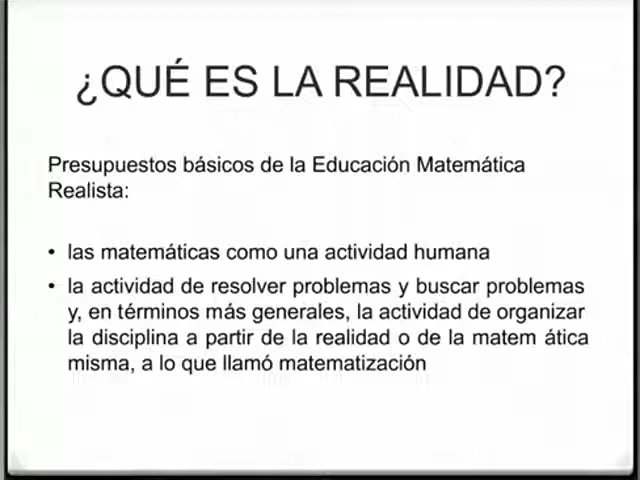 ¿QUÉ ES LA REALIDAD?
Presupuestos básicos de la Educación Matemática
Realista:
• las matemáticas como una actividad humana
• la actividad de resolver problemas y buscar problemas
y, en términos más generales, la actividad de organizar
la disciplina a partir de la realidad o de la matem ática
misma, a lo que llamó matematización